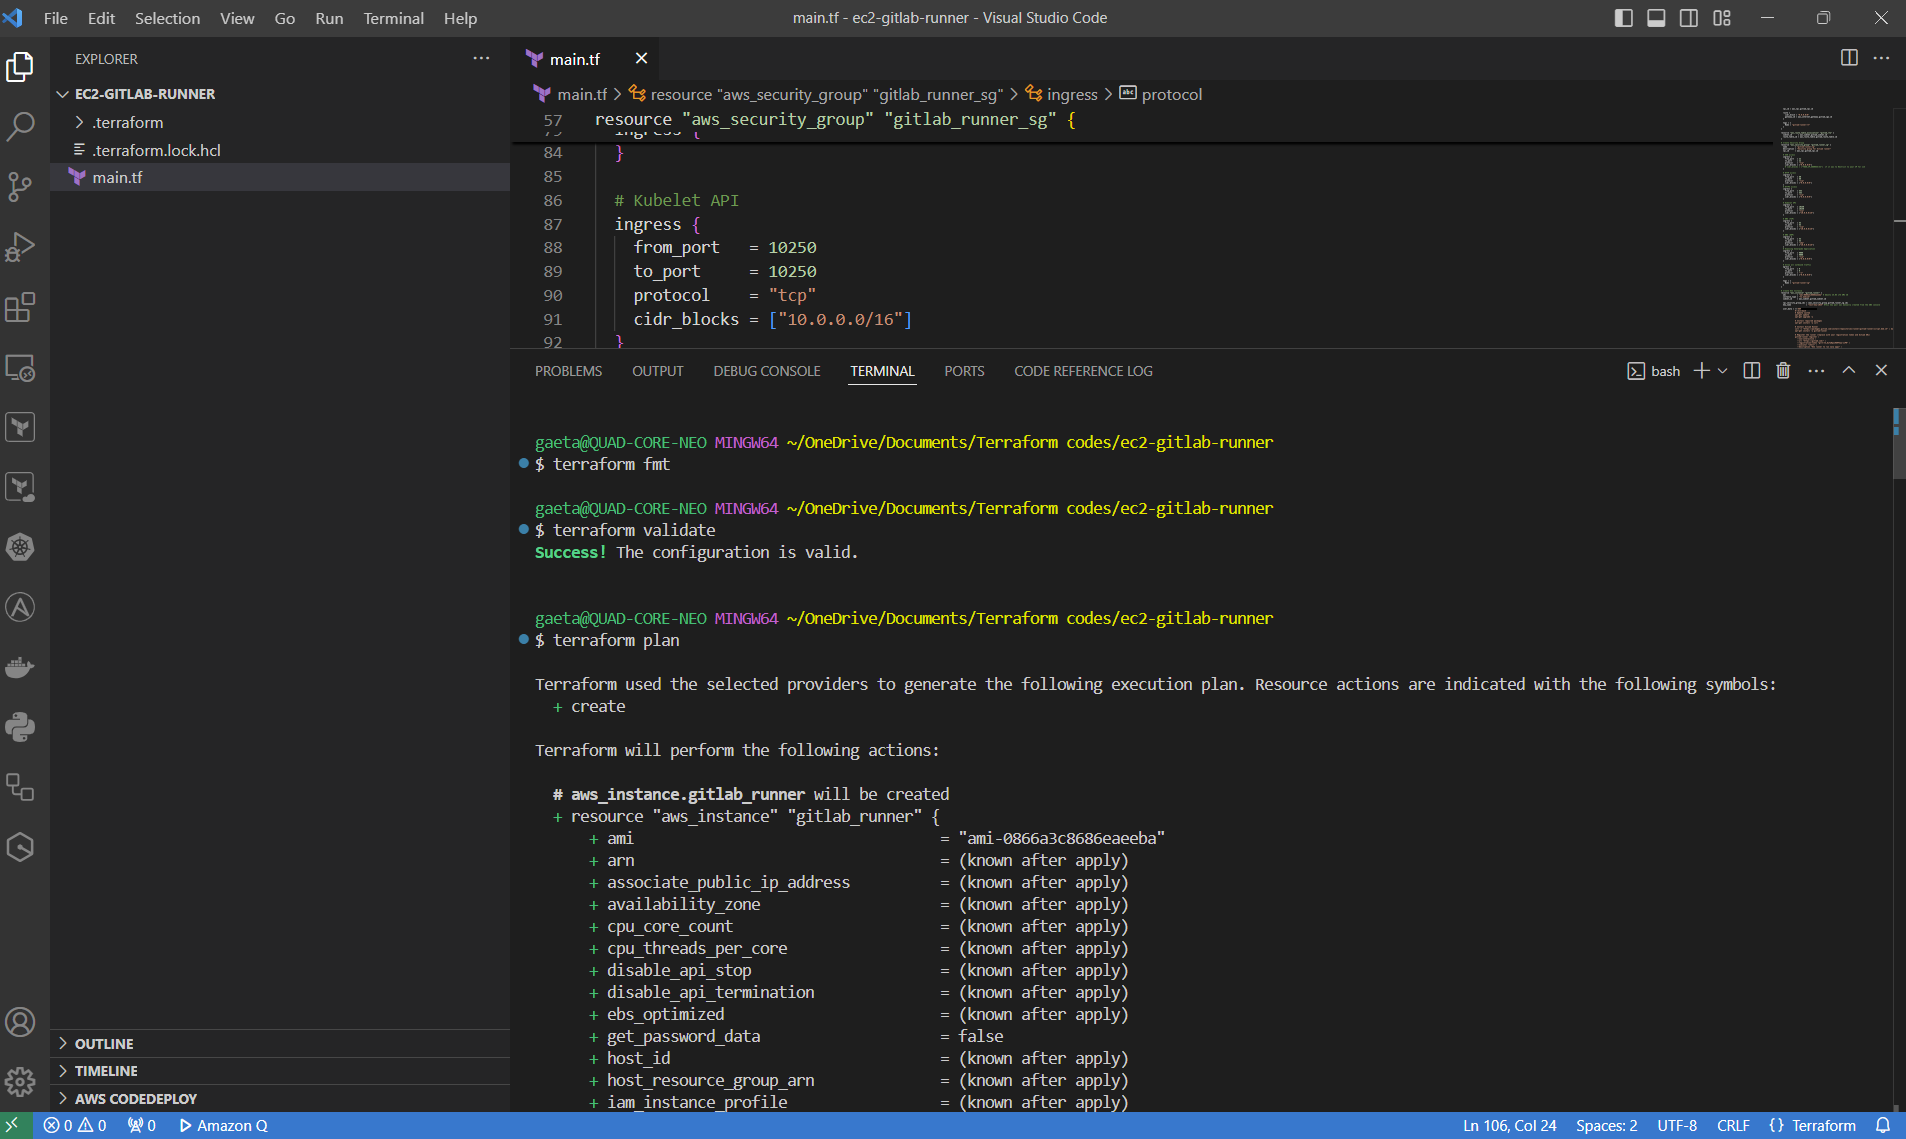 File Edit Selection View Go Run Terminal Help
main.tf - ec2-gitlab-runner - Visual Studio Code
EXPLORER
EC2-GITLAB-RUNNER
.terraform
.terraform.lock.hcl
main.tf
OUTLINE
TIMELINE
AWS CODEDEPLOY
main.tf
main.tf > resource "aws_security_group" "gitlab_runner_sg" > ingress > protocol
57 resource "aws_security_group" "gitlab_runner_sg" {
79 ingress {
84 }
85
86 # Kubelet API
87 ingress {
88 from_port = 10250
89 to_port = 10250
90 protocol = "tcp"
91 cidr_blocks = ["10.0.0.0/16"]
92 }
PROBLEMS OUTPUT DEBUG CONSOLE TERMINAL PORTS CODE REFERENCE LOG
bash
gaeta@QUAD-CORE-NEO MINGW64 ~/OneDrive/Documents/Terraform codes/ec2-gitlab-runner
$ terraform fmt
gaeta@QUAD-CORE-NEO MINGW64 ~/OneDrive/Documents/Terraform codes/ec2-gitlab-runner
$ terraform validate
Success! The configuration is valid.
gaeta@QUAD-CORE-NEO MINGW64 ~/OneDrive/Documents/Terraform codes/ec2-gitlab-runner
$ terraform plan
Terraform used the selected providers to generate the following execution plan. Resource actions are indicated with the following symbols:
+ create
Terraform will perform the following actions:
# aws_instance.gitlab_runner will be created
+ resource "aws_instance" "gitlab_runner" {
+ ami = "ami-0866a3c8686eaeeba"
+ arn = (known after apply)
+ associate_public_ip_address = (known after apply)
+ availability_zone = (known after apply)
+ cpu_core_count = (known after apply)
+ cpu_threads_per_core = (known after apply)
+ disable_api_stop = (known after apply)
+ disable_api_termination = (known after apply)
+ ebs_optimized = (known after apply)
+ get_password_data = false
+ host_id = (known after apply)
+ host_resource_group_arn = (known after apply)
+ iam_instance_profile = (known after apply)
0 0 0 Amazon Q
Ln 106, Col 24 Spaces: 2 UTF-8 CRLF {} Terraform